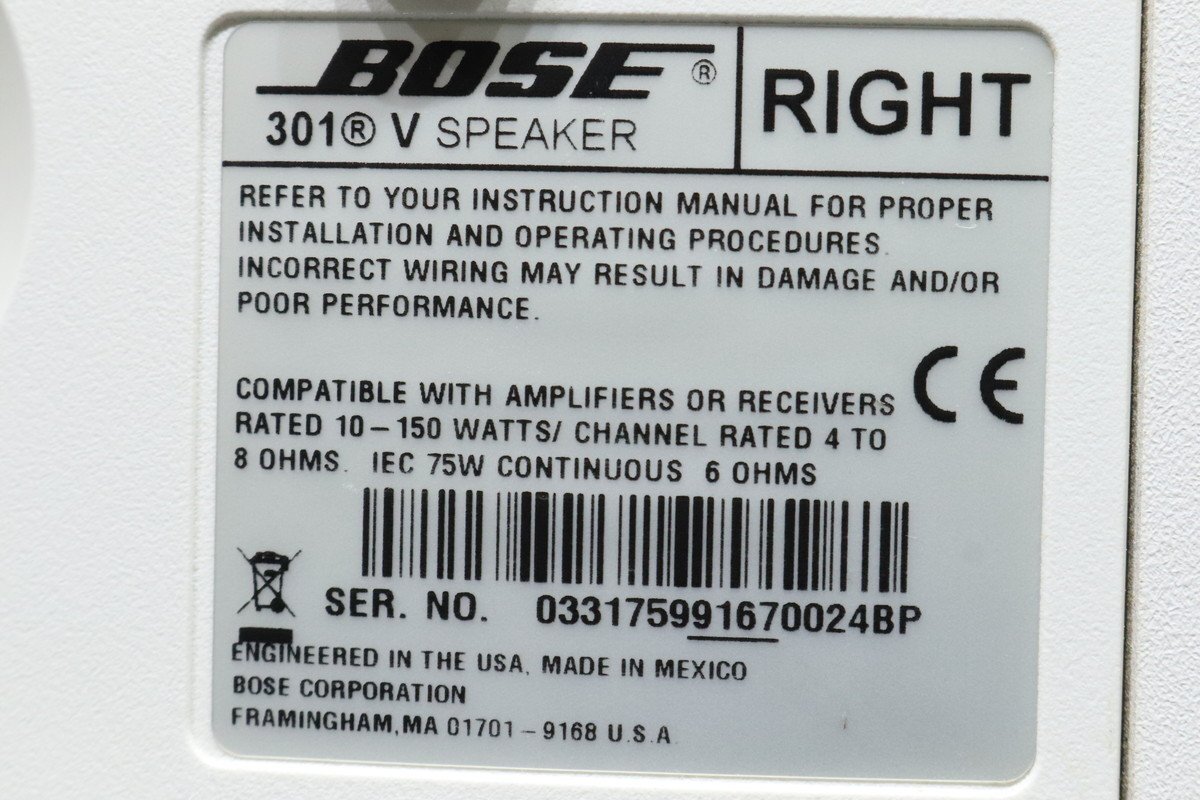 BOSE®
301® V SPEAKER
RIGHT
REFER TO YOUR INSTRUCTION MANUAL FOR PROPER
INSTALLATION AND OPERATING PROCEDURES.
INCORRECT WIRING MAY RESULT IN DAMAGE AND/OR
POOR PERFORMANCE.
CE
COMPATIBLE WITH AMPLIFIERS OR RECEIVERS
RATED 10-150 WATTS/ CHANNEL RATED 4 TO
8 OHMS. IEC 75W CONTINUOUS 6 OHMS
SER. NO. 033175991670024BP
ENGINEERED IN THE USA, MADE IN MEXICO
BOSE CORPORATION
FRAMINGHAM,MA 01701-9168 U.S.A